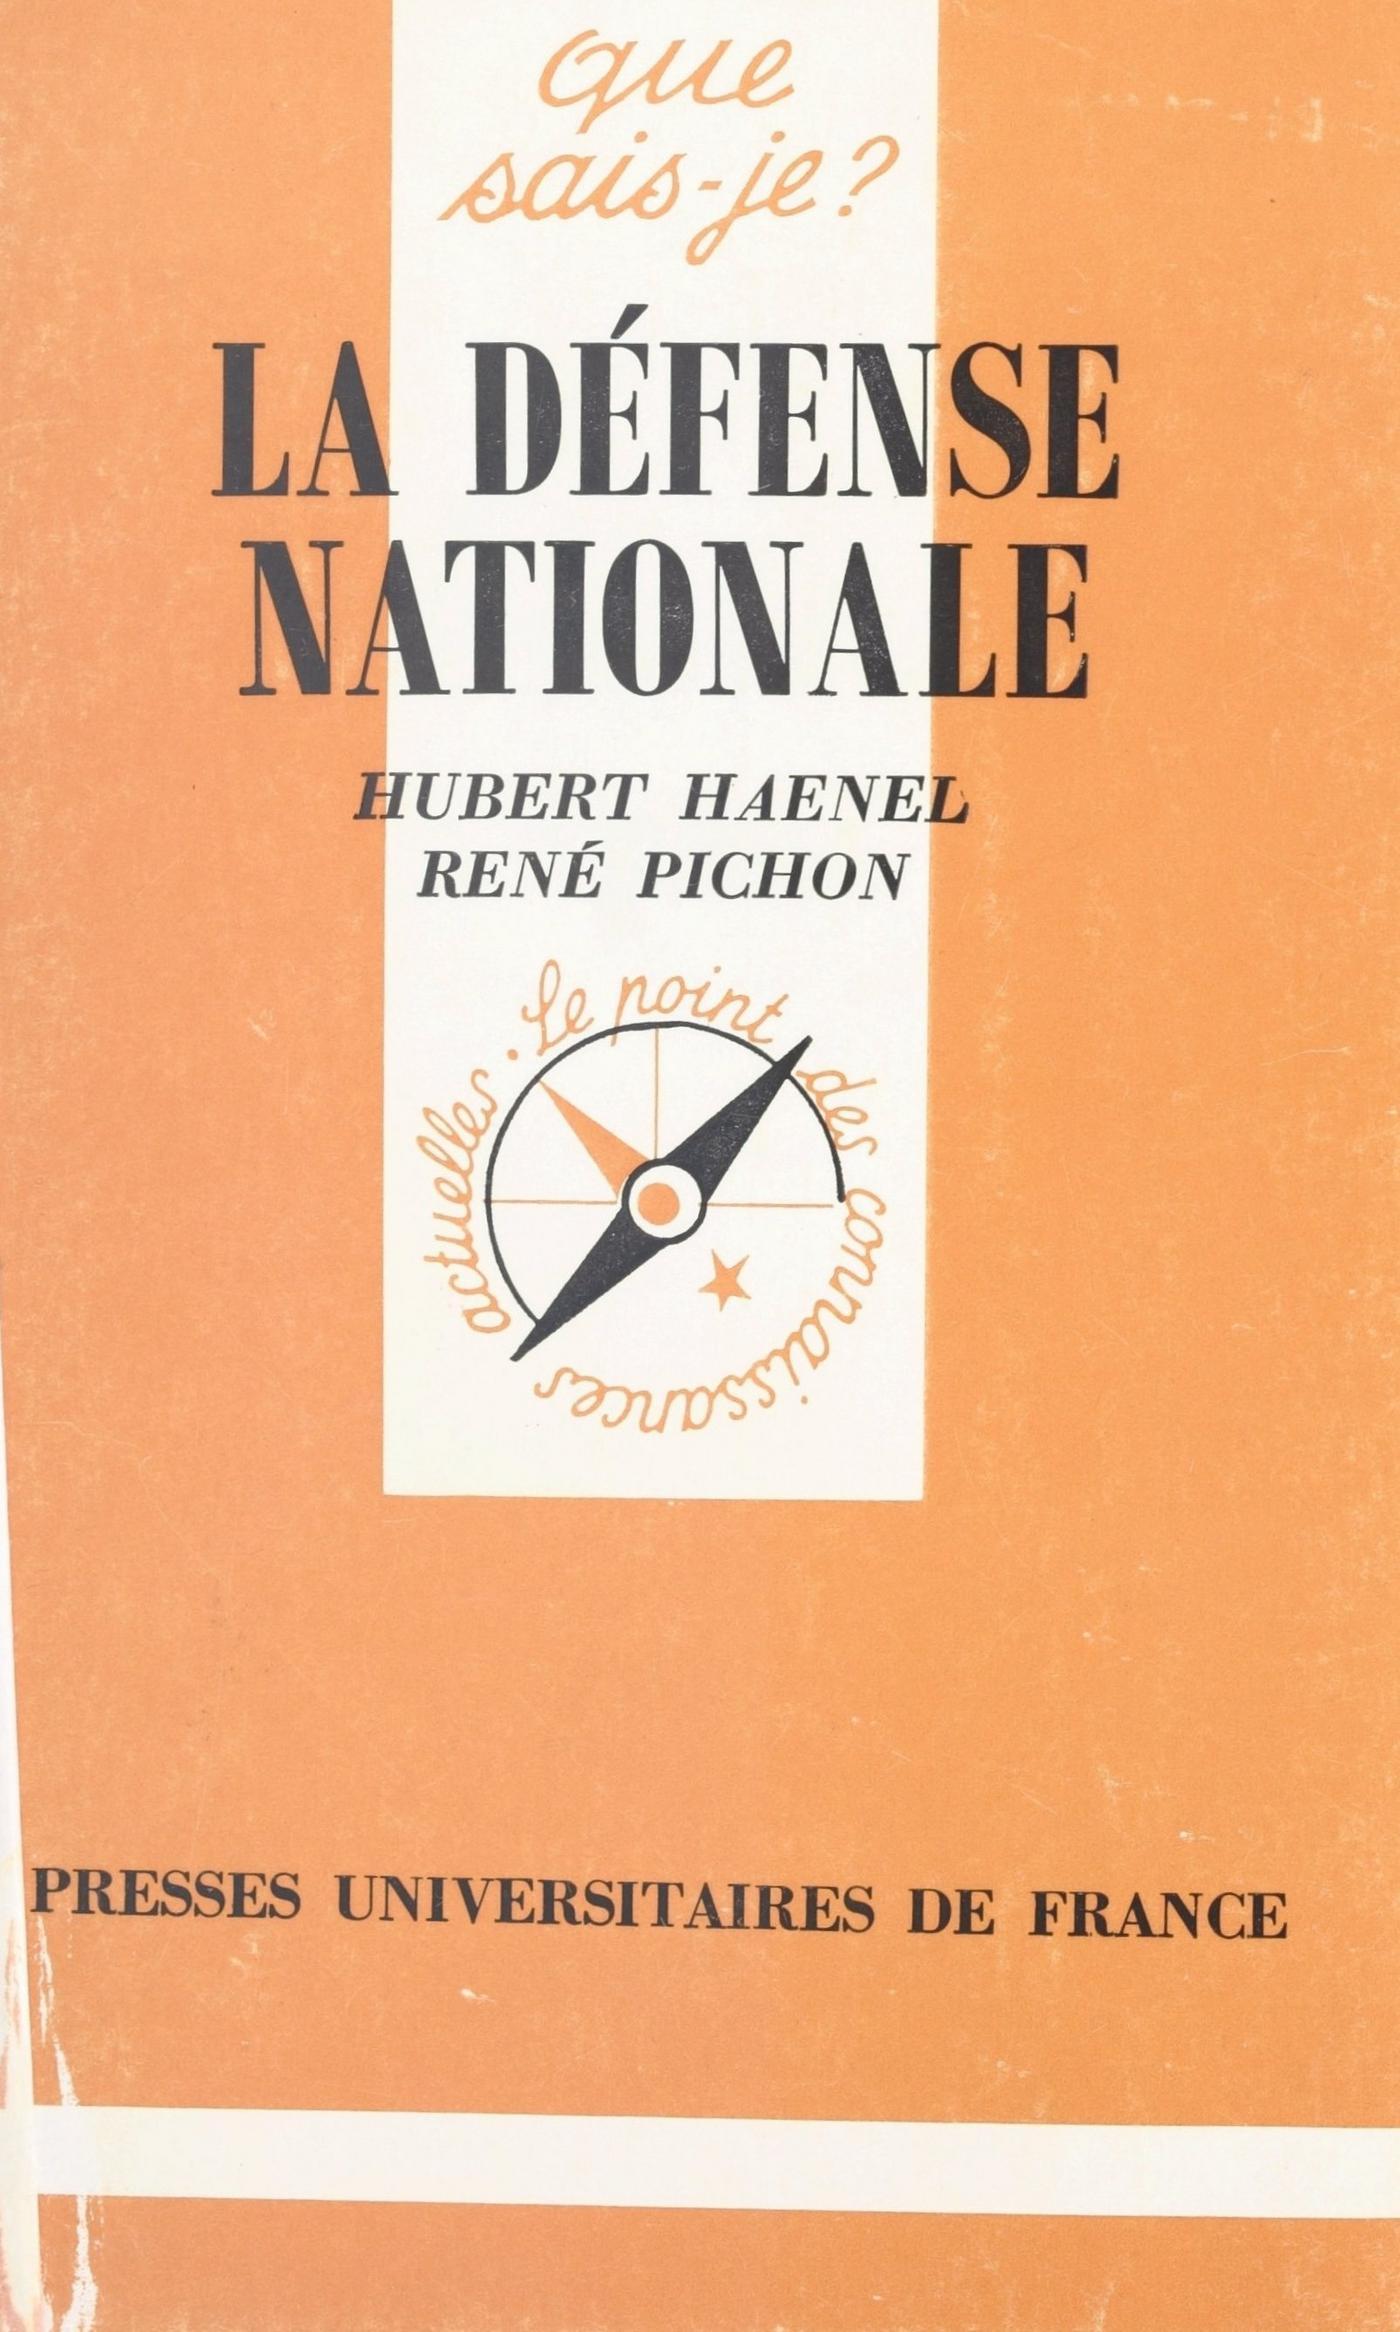 que
sais-je?
LA DÉFENSE
NATIONALE
HUBERT HAENEL
RENÉ PICHON
Le point des connaissances actuelles.
PRESSES UNIVERSITAIRES DE FRANCE